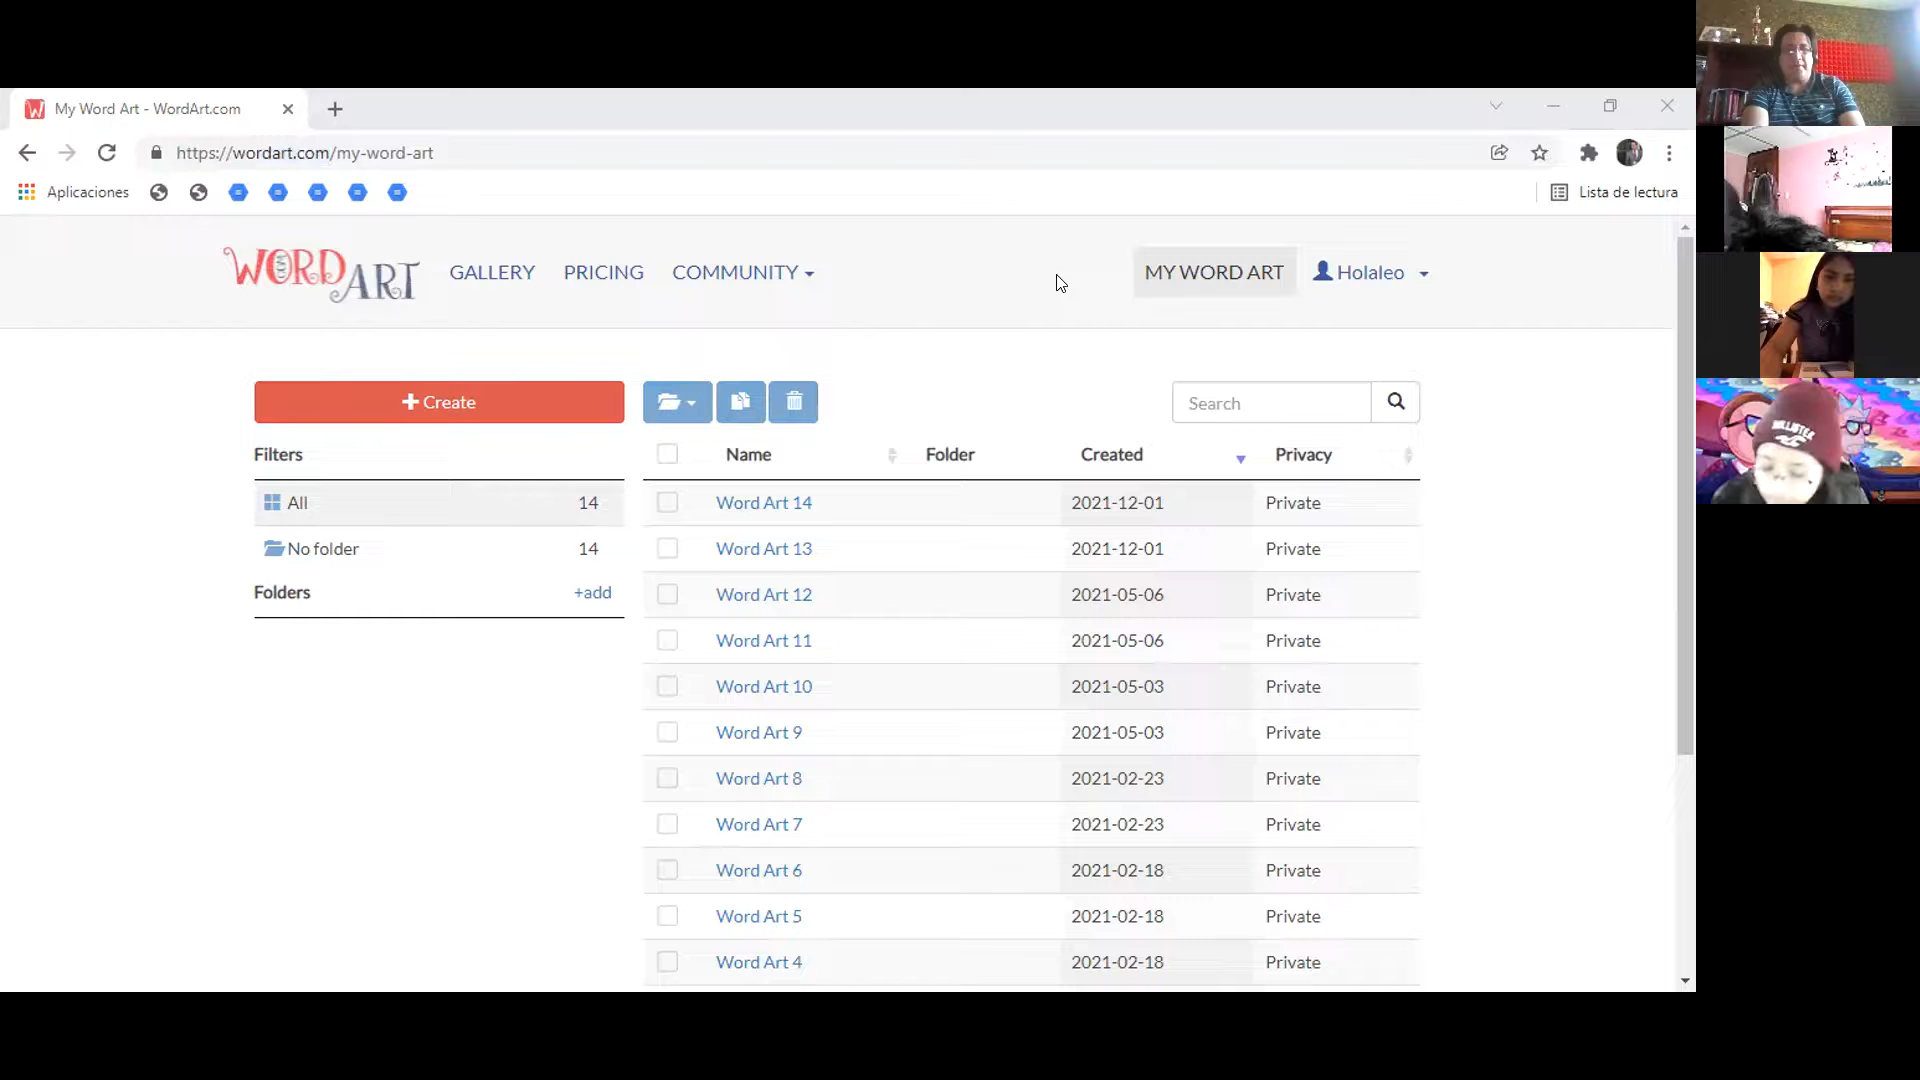 My Word Art - WordArt.com
https://wordart.com/my-word-art
Aplicaciones
Lista de lectura
WORD ART
GALLERY PRICING COMMUNITY MY WORD ART Holaleo
Create
Search
Filters
Name Folder Created Privacy
All 14
No folder 14
Folders +add
Word Art 14 2021-12-01 Private
Word Art 13 2021-12-01 Private
Word Art 12 2021-05-06 Private
Word Art 11 2021-05-06 Private
Word Art 10 2021-05-03 Private
Word Art 9 2021-05-03 Private
Word Art 8 2021-02-23 Private
Word Art 7 2021-02-23 Private
Word Art 6 2021-02-18 Private
Word Art 5 2021-02-18 Private
Word Art 4 2021-02-18 Private
HOLLISTER